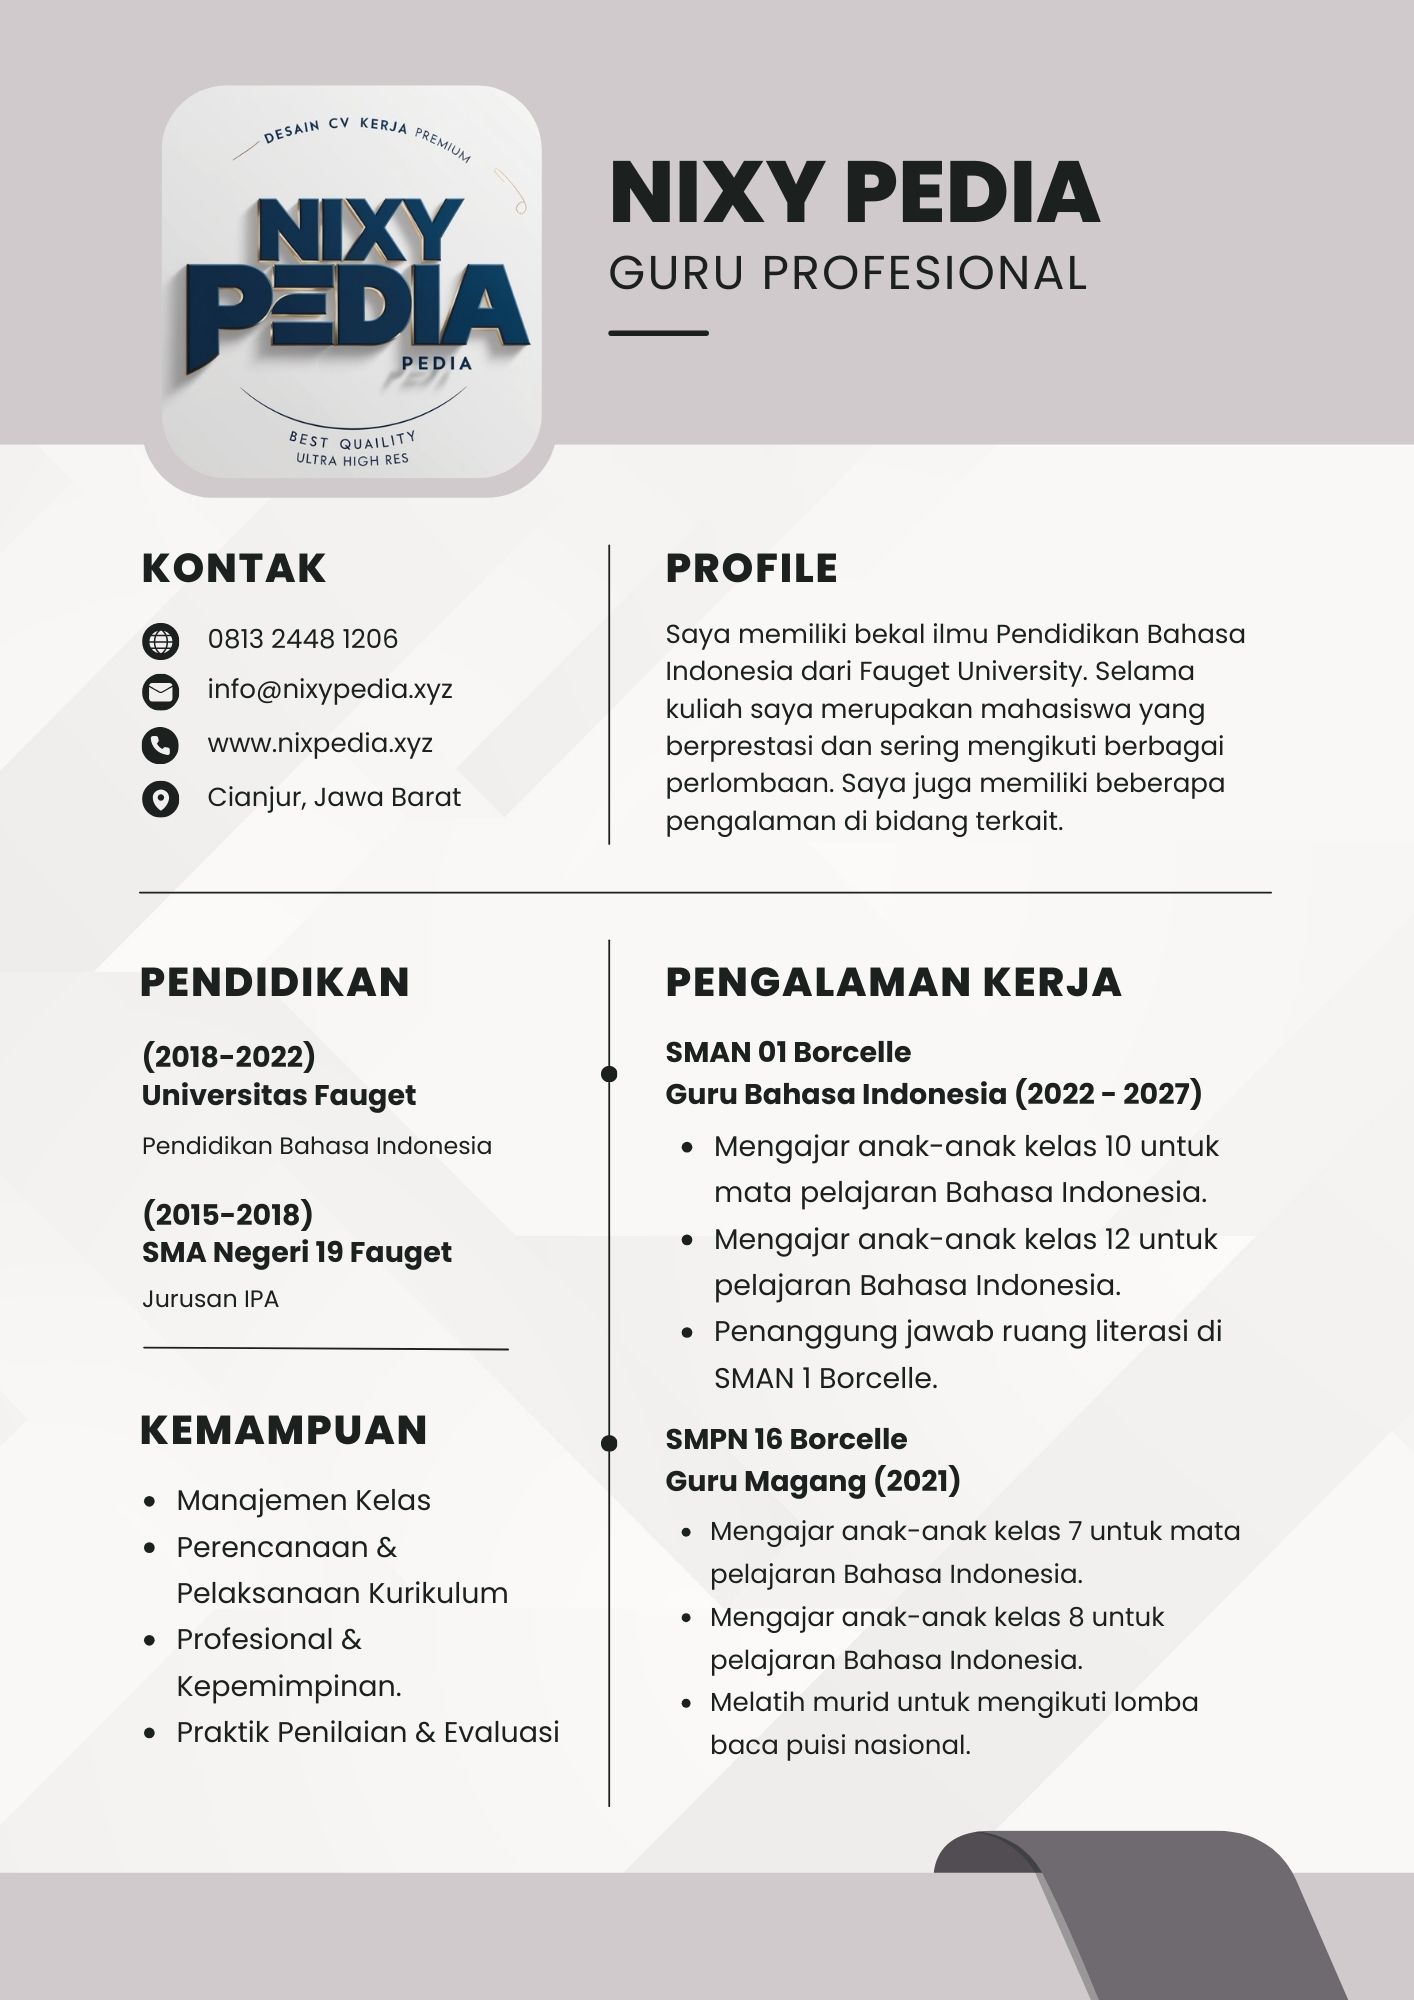 DESAIN CV KERJA PREMIUM
NIXY
PEDIA
PEDIA
BEST QUAILITY
ULTRA HIGH RES
NIXY PEDIA
GURU PROFESIONAL
KONTAK
0813 2448 1206
info@nixypedia.xyz
www.nixpedia.xyz
Cianjur, Jawa Barat
PROFILE
Saya memiliki bekal ilmu Pendidikan Bahasa
Indonesia dari Fauget University. Selama
kuliah saya merupakan mahasiswa yang
berprestasi dan sering mengikuti berbagai
perlombaan. Saya juga memiliki beberapa
pengalaman di bidang terkait.
PENDIDIKAN
(2018-2022)
Universitas Fauget
Pendidikan Bahasa Indonesia
(2015-2018)
SMA Negeri 19 Fauget
Jurusan IPA
KEMAMPUAN
• Manajemen Kelas
• Perencanaan &
Pelaksanaan Kurikulum
• Profesional &
Kepemimpinan.
• Praktik Penilaian & Evaluasi
PENGALAMAN KERJA
SMAN 01 Borcelle
Guru Bahasa Indonesia (2022 - 2027)
• Mengajar anak-anak kelas 10 untuk
mata pelajaran Bahasa Indonesia.
• Mengajar anak-anak kelas 12 untuk
pelajaran Bahasa Indonesia.
• Penanggung jawab ruang literasi di
SMAN 1 Borcelle.
SMPN 16 Borcelle
Guru Magang (2021)
• Mengajar anak-anak kelas 7 untuk mata
pelajaran Bahasa Indonesia.
• Mengajar anak-anak kelas 8 untuk
pelajaran Bahasa Indonesia.
• Melatih murid untuk mengikuti lomba
baca puisi nasional.